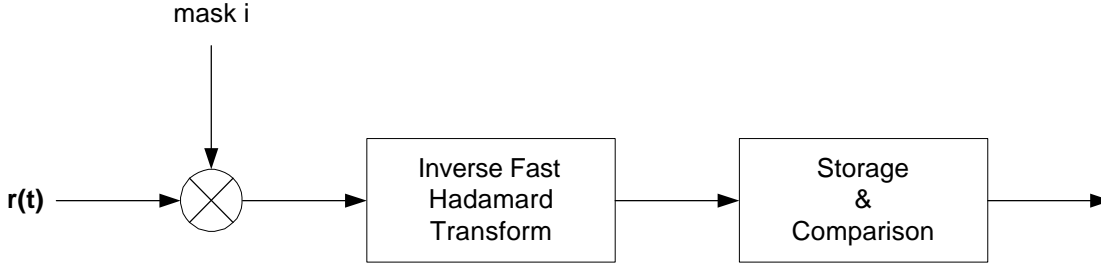 mask i
r(t)
Inverse Fast
Hadamard
Transform
Storage
&
Comparison